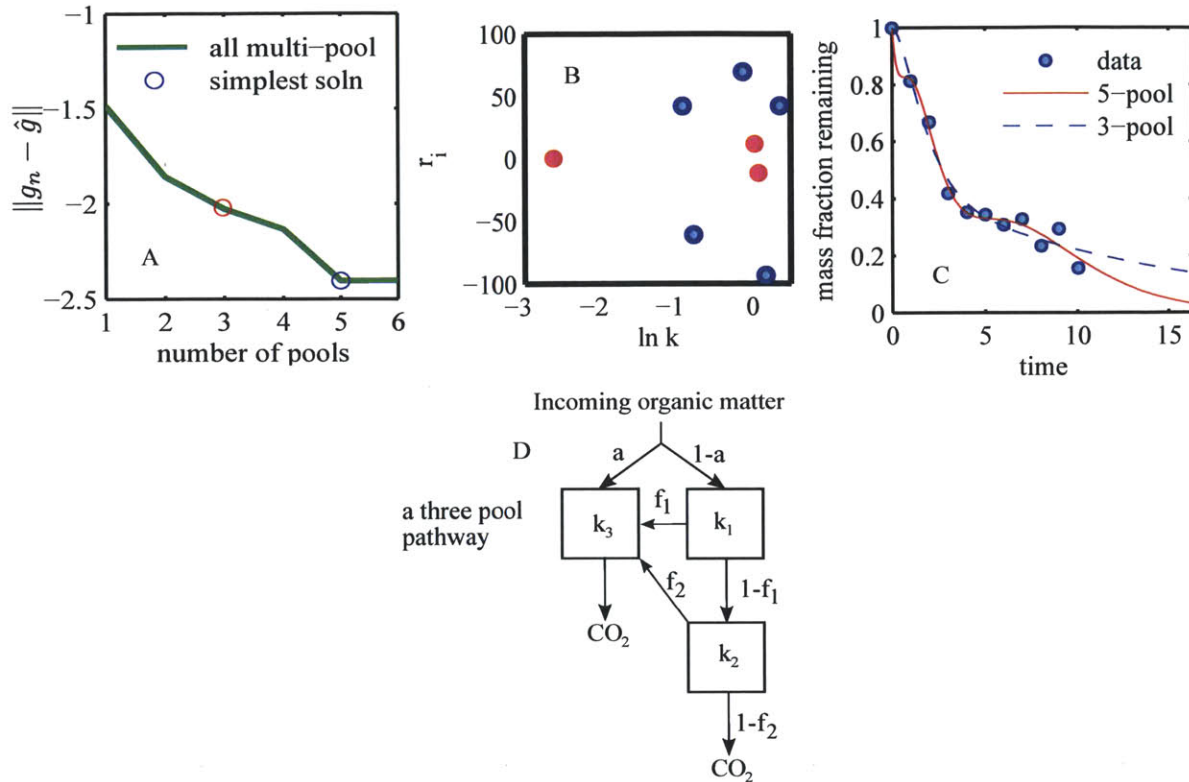 −1
−1.5
−2
−2.5
1 2 3 4 5 6
number of pools
||g_n − ĝ||
all multi−pool
simplest soln
A
100
50
0
−50
−100
−3 −2 −1 0
ln k
r_i
B
1
0.8
0.6
0.4
0.2
0
0 5 10 15
time
mass fraction remaining
data
5−pool
3−pool
C
Incoming organic matter
D
a 1-a
a three pool
pathway
k_3 f_1 k_1
f_2 1-f_1
CO_2
k_2
1-f_2
CO_2